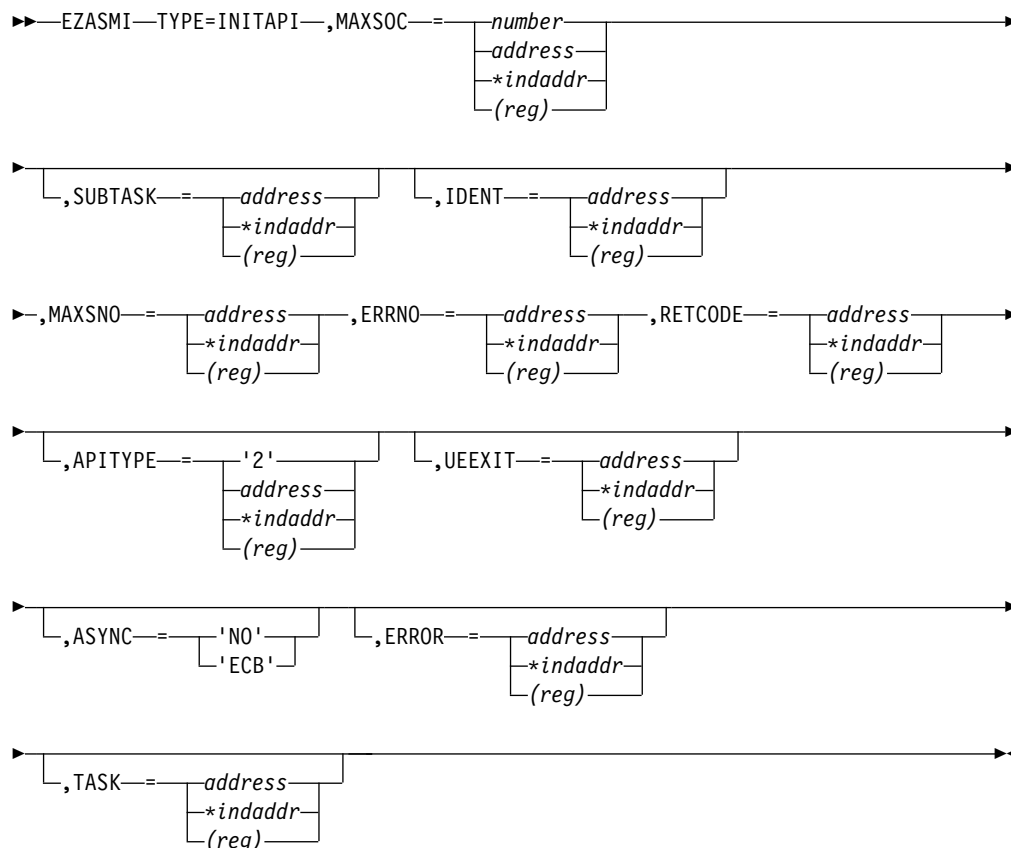 EZASMI TYPE=INITAPI ,MAXSOC = number
address
*indaddr
(reg)
,SUBTASK = address ,IDENT = address
*indaddr *indaddr
(reg) (reg)
,MAXSNO = address ,ERRNO = address ,RETCODE = address
*indaddr *indaddr *indaddr
(reg) (reg) (reg)
,APITYPE = '2' ,UEEXIT = address
address *indaddr
*indaddr (reg)
(reg)
,ASYNC = 'NO' ,ERROR = address
'ECB' *indaddr
(reg)
,TASK = address
*indaddr
(reg)